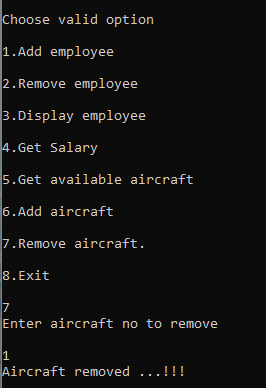 Choose valid option
1.Add employee
2.Remove employee
3.Display employee
4.Get Salary
5.Get available aircraft
6.Add aircraft
7.Remove aircraft.
8.Exit
7
Enter aircraft no to remove
1
Aircraft removed ...!!!